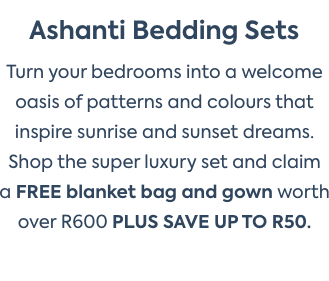 Ashanti Bedding Sets
Turn your bedrooms into a welcome
oasis of patterns and colours that
inspire sunrise and sunset dreams.
Shop the super luxury set and claim
a FREE blanket bag and gown worth
over R600 PLUS SAVE UP TO R50.